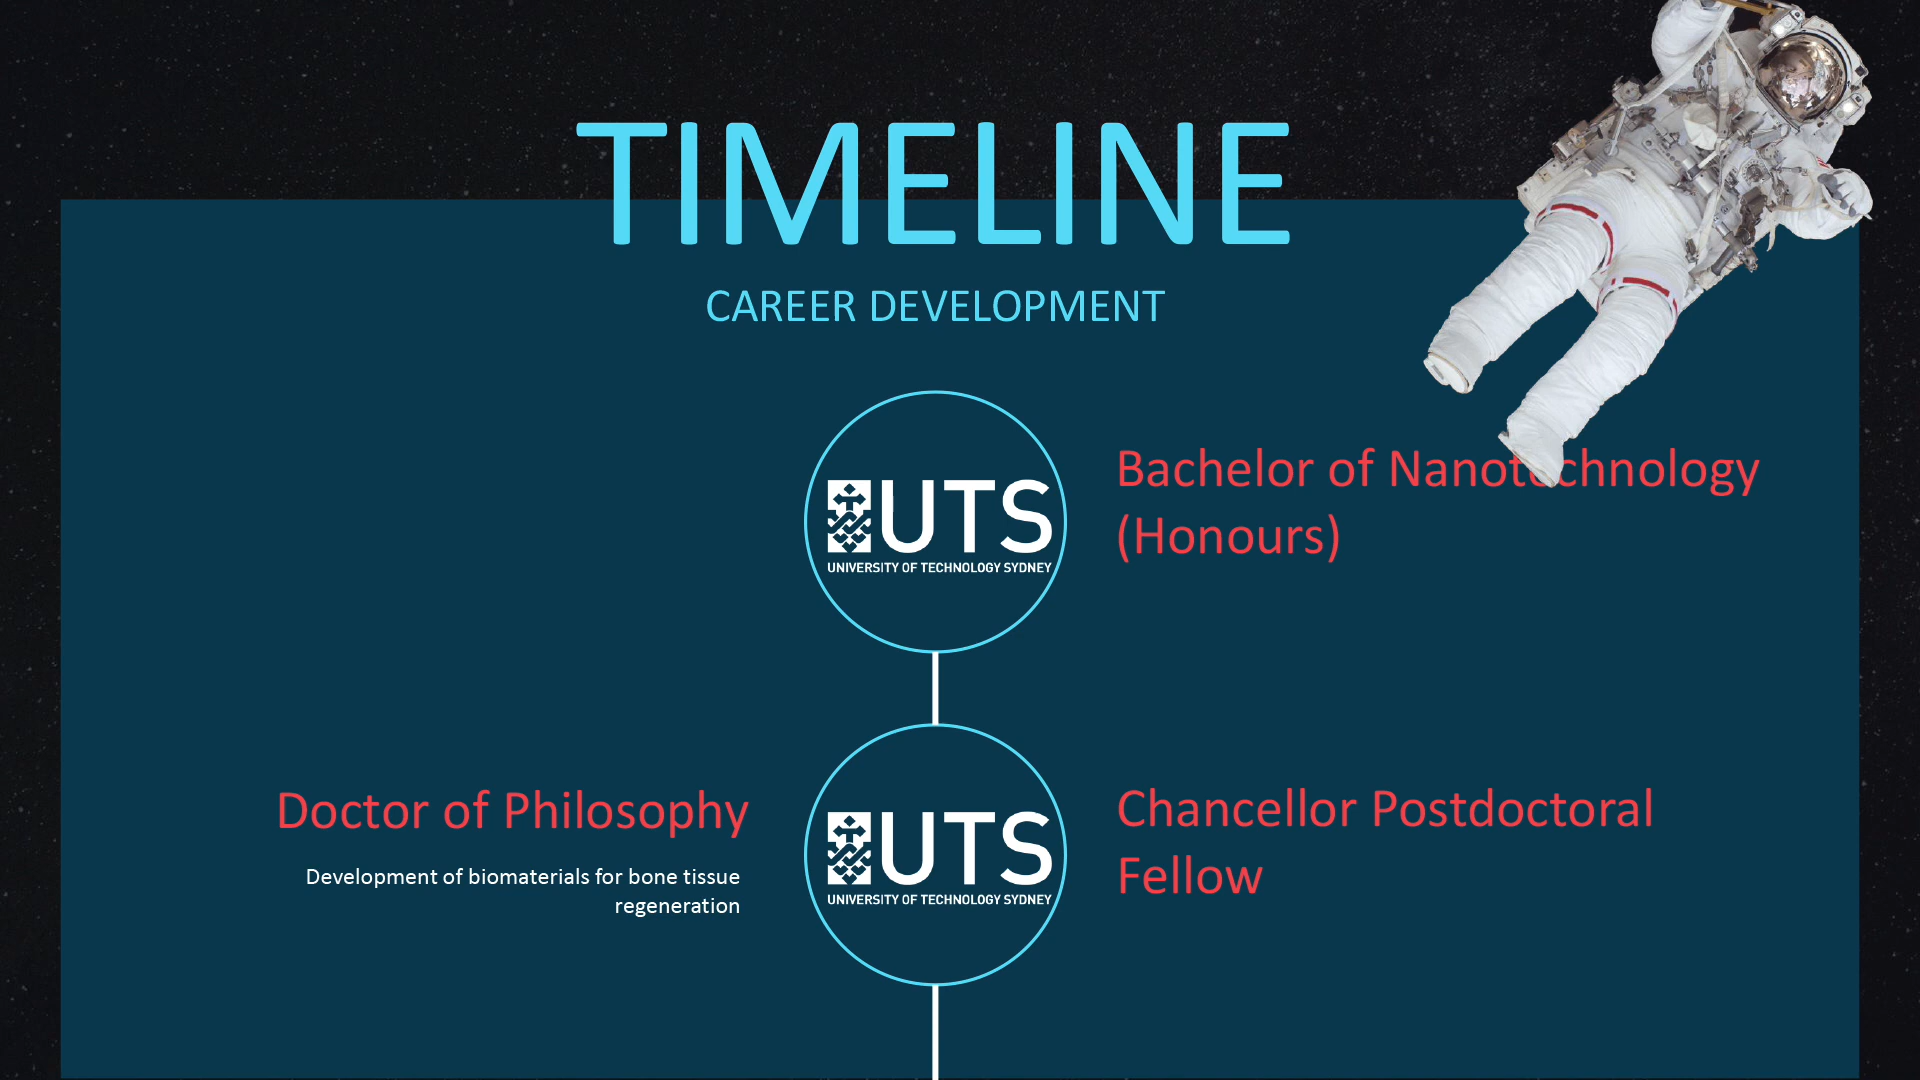 TIMELINE
CAREER DEVELOPMENT
UTS
UNIVERSITY OF TECHNOLOGY SYDNEY
Bachelor of Nanotechnology
(Honours)
Doctor of Philosophy
Development of biomaterials for bone tissue
regeneration
UTS
UNIVERSITY OF TECHNOLOGY SYDNEY
Chancellor Postdoctoral
Fellow